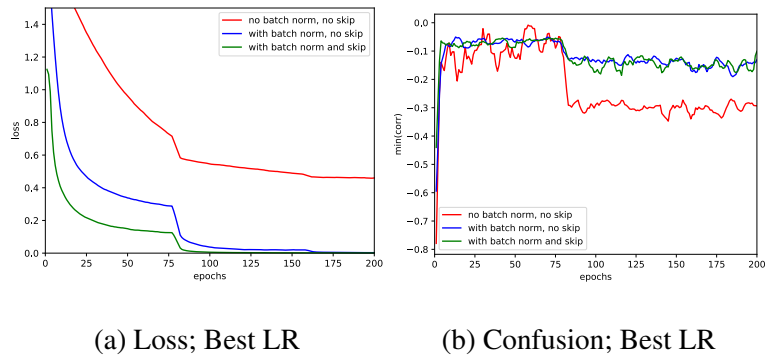 1.4
1.2
1,0
0.8
0.6
0.4
0.2
0.0
loss
0
25
50
75
100
125
150
175
200
epochs
no batch norm, no skip
with batch norm, no skip
with batch norm and skip
0,0
−0.1
−0.2
−0.3
−0.4
−0.5
−0.6
−0.7
−0.8
min(corr)
0
25
50
75
100
125
150
175
200
epochs
no batch norm, no skip
with batch norm, no skip
with batch norm and skip
(a) Loss; Best LR
(b) Confusion; Best LR